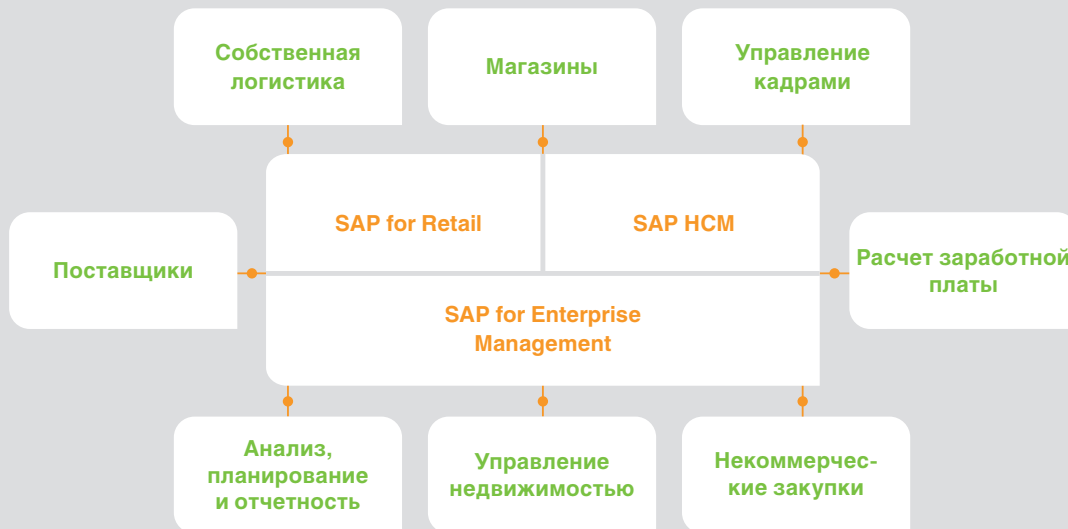 Собственная
логистика
Магазины
Управление
кадрами
SAP for Retail
SAP HCM
Поставщики
Расчет заработной
платы
SAP for Enterprise
Management
Анализ,
планирование
и отчетность
Управление
недвижимостью
Некоммерчес-
кие закупки